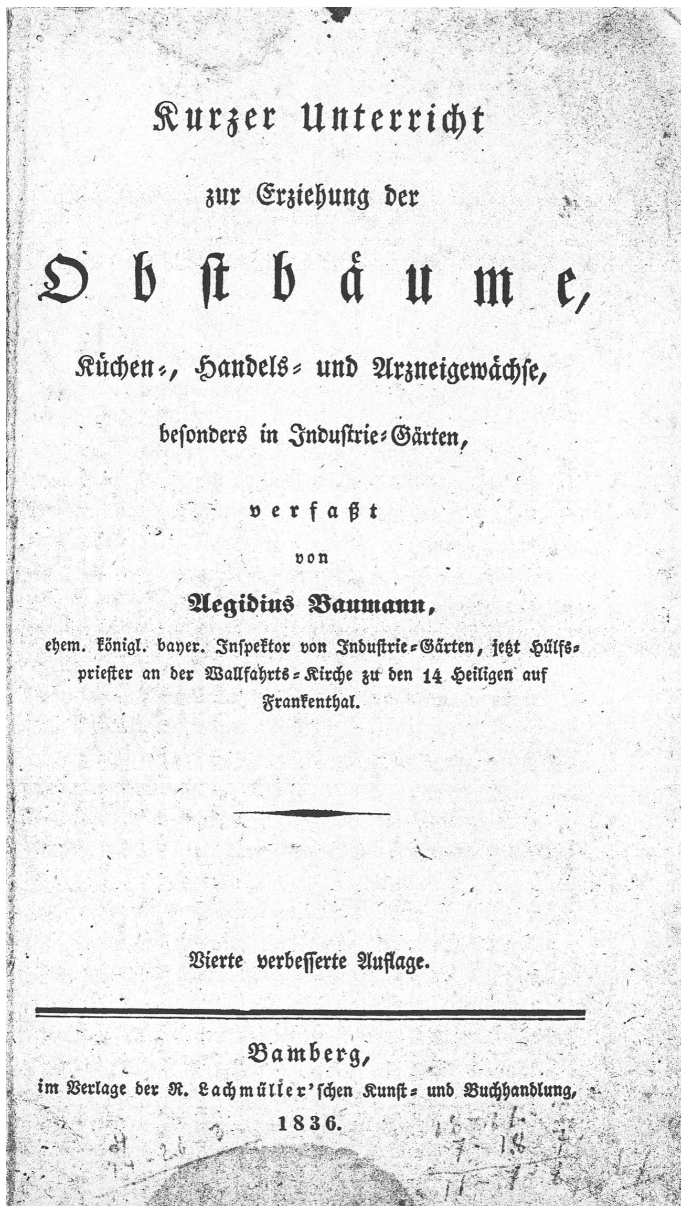 Kurzer Unterricht
zur Erziehung der
Obstbäume,
Küchen-, Handels- und Arzneigewächse,
besonders in Industrie-Gärten,
verfaßt
von
Aegidius Baumann,
ehem. königl. bayer. Inspektor von Industrie-Gärten, jetzt Hülfs-
priester an der Wallfahrts-Kirche zu den 14 Heiligen auf
Frankenthal.
Vierte verbesserte Auflage.
Bamberg,
im Verlage der N. Lachmüller'schen Kunst- und Buchhandlung,
1836.